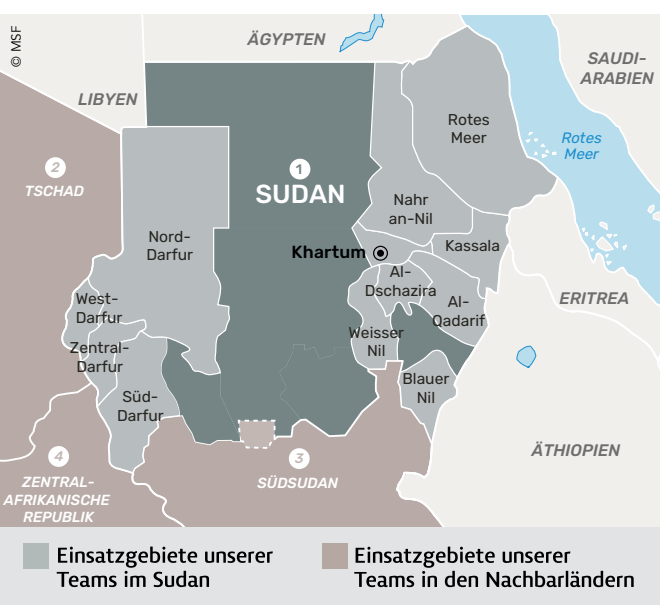 © MSF
ÄGYPTEN
SAUDI-
ARABIEN
LIBYEN
Rotes
Meer
Rotes
Meer
2
TSCHAD
1
SUDAN
Nahr
an-Nil
Nord-
Darfur
Khartum
Kassala
Al-
Dschazira
West-
Darfur
Al-
Qadarif
ERITREA
Weisser
Nil
Zentral-
Darfur
Blauer
Nil
Süd-
Darfur
4
ZENTRAL-
AFRIKANISCHE
REPUBLIK
3
SÜDSUDAN
ÄTHIOPIEN
Einsatzgebiete unserer
Teams im Sudan
Einsatzgebiete unserer
Teams in den Nachbarländern